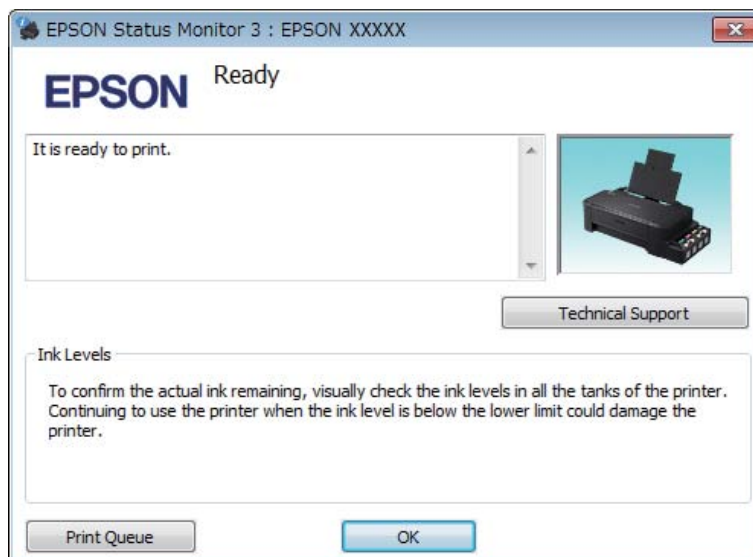 EPSON Status Monitor 3 : EPSON XXXXX
EPSON
Ready
It is ready to print.
Technical Support
Ink Levels
To confirm the actual ink remaining, visually check the ink levels in all the tanks of the printer.
Continuing to use the printer when the ink level is below the lower limit could damage the
printer.
Print Queue
OK